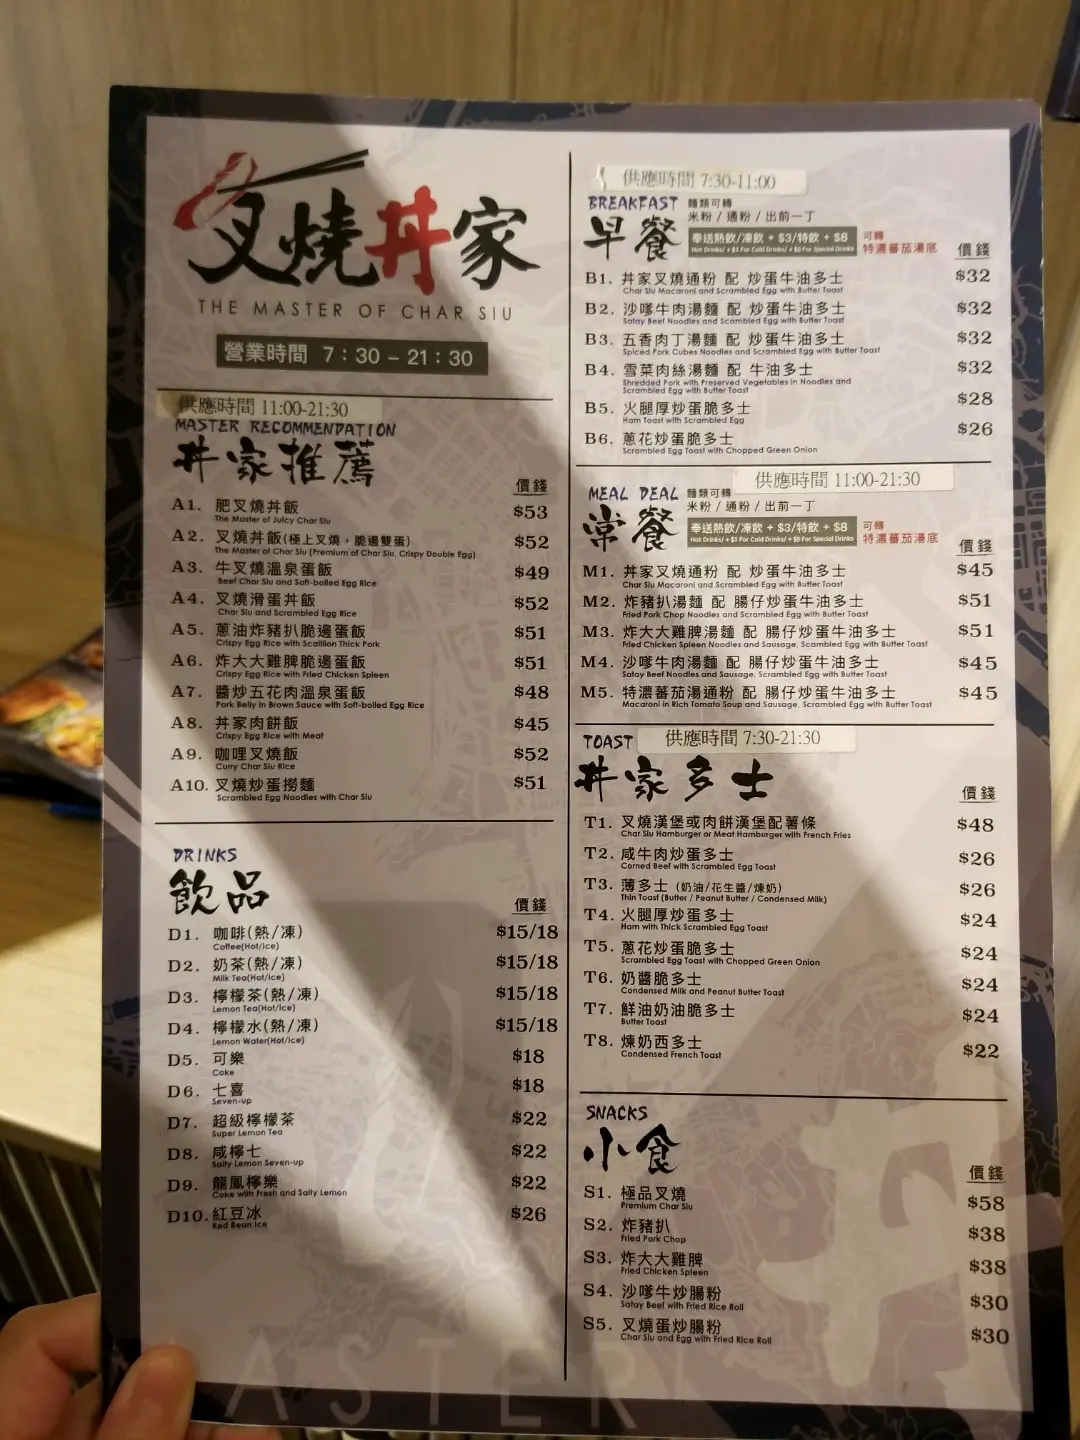 叉燒丼家
THE MASTER OF CHAR SIU
營業時間 7：30 – 21：30
供應時間 11:00-21:30
MASTER RECOMMENDATION
丼家推薦
價錢
A1. 肥叉燒丼飯 $53
The Master of Juicy Char Siu
A2. 叉燒丼飯(極上叉燒，脆邊雙蛋) $52
The Master of Char Siu (Premium of Char Siu, Crispy Double Egg)
A3. 牛叉燒溫泉蛋飯 $49
Beef Char Siu and Soft-boiled Egg Rice
A4. 叉燒滑蛋丼飯 $52
Char Siu and Scrambled Egg Rice
A5. 蔥油炸豬扒脆邊蛋飯 $51
Crispy Egg Rice with Scallion Thick Pork
A6. 炸大大雞脾脆邊蛋飯 $51
Crispy Egg Rice with Fried Chicken Spleen
A7. 醬炒五花肉溫泉蛋飯 $48
Pork Belly in Brown Sauce with Soft-boiled Egg Rice
A8. 丼家肉餅飯 $45
Crispy Egg Rice with Meat
A9. 咖哩叉燒飯 $52
Curry Char Siu Rice
A10. 叉燒炒蛋撈麵 $51
Scrambled Egg Noodles with Char Siu
DRINKS
飲品
價錢
D1. 咖啡(熱/凍) $15/18
Coffee(Hot/Ice)
D2. 奶茶(熱/凍) $15/18
Milk Tea(Hot/Ice)
D3. 檸檬茶(熱/凍) $15/18
Lemon Tea(Hot/Ice)
D4. 檸檬水(熱/凍) $15/18
Lemon Water(Hot/Ice)
D5. 可樂 $18
Coke
D6. 七喜 $18
Seven-up
D7. 超級檸檬茶 $22
Super Lemon Tea
D8. 咸檸七 $22
Salty Lemon Seven-up
D9. 龍鳳檸樂 $22
Coke with Fresh and Salty Lemon
D10. 紅豆冰 $26
Red Bean Ice
供應時間 7:30-11:00
BREAKFAST 麵類可轉
早餐 米粉 / 通粉 / 出前一丁
奉送熱飲/凍飲 + $3/特飲 + $8 可轉
Hot Drinks/ + $3 For Cold Drinks/ + $8 For Special Drinks 特濃蕃茄湯底
價錢
B1. 丼家叉燒通粉 配 炒蛋牛油多士 $32
Char Siu Macaroni and Scrambled Egg with Butter Toast
B2. 沙嗲牛肉湯麵 配 炒蛋牛油多士 $32
Satay Beef Noodles and Scambled Egg with Butter Toast
B3. 五香肉丁湯麵 配 炒蛋牛油多士 $32
Spiced Pork Cubes Noodles and Scrambled Egg with Butter Toast
B4. 雪菜肉絲湯麵 配 牛油多士 $32
Shredded Pork with Preserved Vegetables in Noodles and
Scrambled Egg with Butter Toast
B5. 火腿厚炒蛋脆多士 $28
Ham Toast with Scrambled Egg
B6. 蔥花炒蛋脆多士 $26
Scrambled Egg Toast with Chopped Green Onion
供應時間 11:00-21:30
MEAL DEAL 麵類可轉
常餐 米粉 / 通粉 / 出前一丁
奉送熱飲/凍飲 + $3/特飲 + $8 可轉
Hot Drinks/ + $3 For Cold Drinks/ + $8 For Special Drinks 特濃蕃茄湯底
價錢
M1. 丼家叉燒通粉 配 炒蛋牛油多士 $45
Char Siu Macaroni and Scrambled Egg with Butter Toast
M2. 炸豬扒湯麵 配 腸仔炒蛋牛油多士 $51
Fried Pork Chop Noodles and Scrambled Egg with Butter Toast
M3. 炸大大雞脾湯麵 配 腸仔炒蛋牛油多士 $51
Fried Chicken Spleen Noodles and Sausage, Scambled Egg with Butter Toast
M4. 沙嗲牛肉湯麵 配 腸仔炒蛋牛油多士 $45
Satay Beef Noodles and Sausage, Scrambled Egg with Butter Toast
M5. 特濃蕃茄湯通粉 配 腸仔炒蛋牛油多士 $45
Macaroni in Rich Tomato Soup and Sausage, Scrambled Egg with Butter Toast
TOAST 供應時間 7:30-21:30
丼家多士
價錢
T1. 叉燒漢堡或肉餅漢堡配薯條 $48
Char Siu Hamburger or Meat Hamburger with French Fries
T2. 咸牛肉炒蛋多士 $26
Corned Beef with Scrambled Egg Toast
T3. 薄多士 (奶油/花生醬/煉奶) $26
Thin Toast (Butter / Peanut Butter / Condensed Milk)
T4. 火腿厚炒蛋多士 $24
Ham with Thick Scrambled Egg Toast
T5. 蔥花炒蛋脆多士 $24
Scrambled Egg Toast with Chopped Green Onion
T6. 奶醬脆多士 $24
Condensed Milk and Peanut Butter Toast
T7. 鮮油奶油脆多士 $24
Butter Toast
T8. 煉奶西多士 $22
Condensed French Toast
SNACKS
小食
價錢
S1. 極品叉燒 $58
Premium Char Siu
S2. 炸豬扒 $38
Fried Pork Chop
S3. 炸大大雞脾 $38
Fried Chicken Spleen
S4. 沙嗲牛炒腸粉 $30
Satay Beef with Fried Rice Roll
S5. 叉燒蛋炒腸粉 $30
Char Siu and Egg with Fried Rice Roll
ASTER